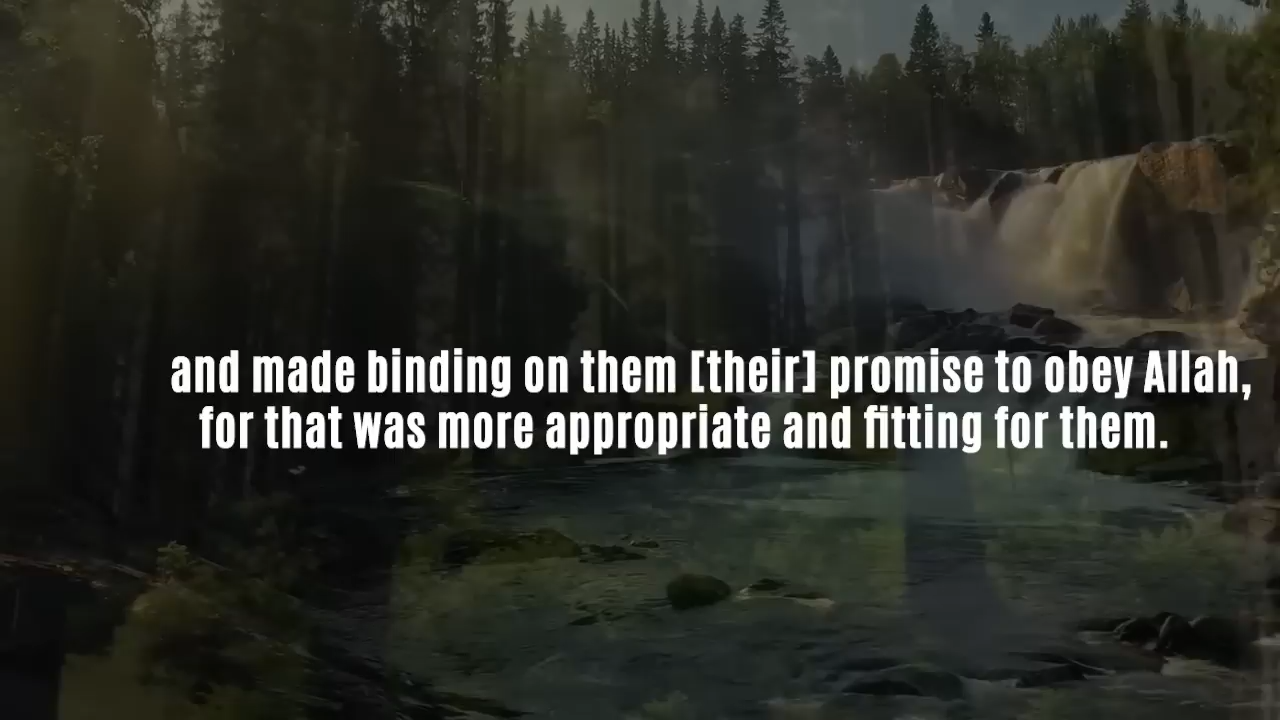 and made binding on them [their] promise to obey Allah,
for that was more appropriate and fitting for them.